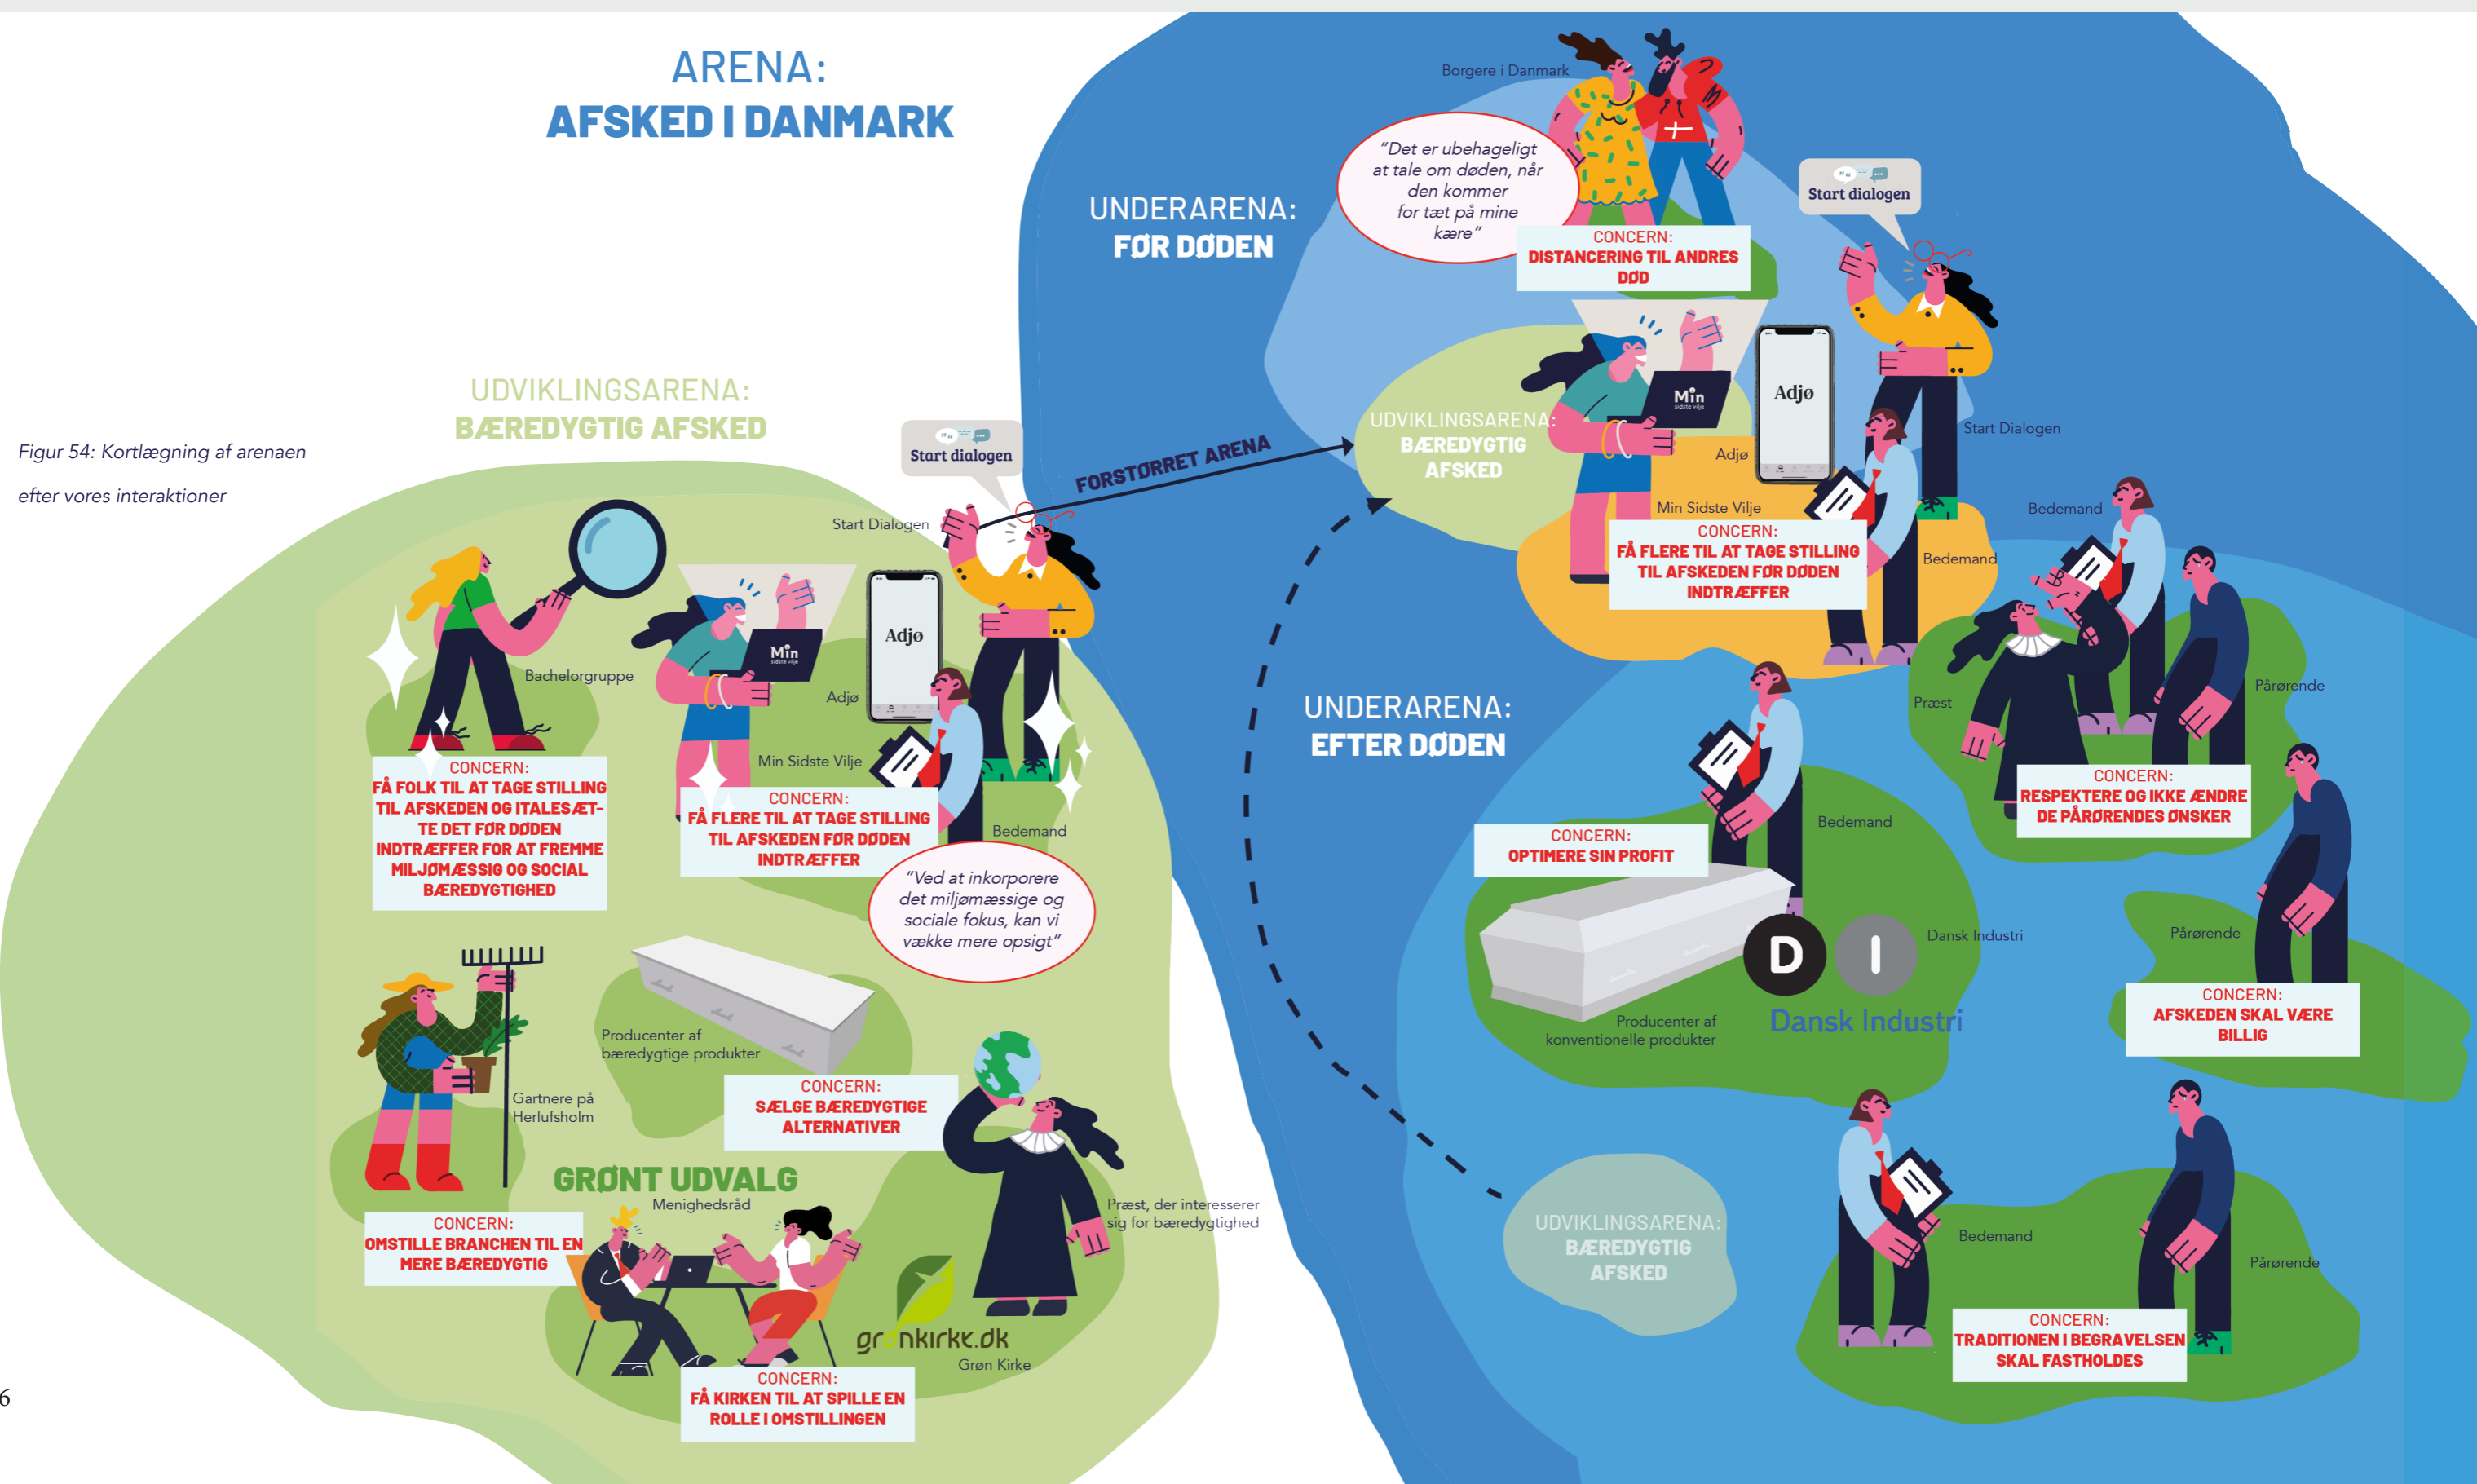 ARENA:
AFSKED I DANMARK
Figur 54: Kortlægning af arenaen
efter vores interaktioner
UDVIKLINGSARENA:
BÆREDYGTIG AFSKED
Start dialogen
Start Dialogen
FORSTØRRET ARENA
Bachelorgruppe
Min
sidste vilje
Adjø
Adjø
Min Sidste Vilje
Bedemand
CONCERN:
FÅ FOLK TIL AT TAGE STILLING
TIL AFSKEDEN OG ITALESÆT-
TE DET FØR DØDEN
INDTRÆFFER FOR AT FREMME
MILJØMÆSSIG OG SOCIAL
BÆREDYGTIGHED
CONCERN:
FÅ FLERE TIL AT TAGE STILLING
TIL AFSKEDEN FØR DØDEN
INDTRÆFFER
"Ved at inkorporere
det miljømæssige og
sociale fokus, kan vi
vække mere opsigt"
Producenter af
bæredygtige produkter
CONCERN:
SÆLGE BÆREDYGTIGE
ALTERNATIVER
Gartnere på
Herlufsholm
CONCERN:
OMSTILLE BRANCHEN TIL EN
MERE BÆREDYGTIG
GRØNT UDVALG
Menighedsråd
Præst, der interesserer
sig for bæredygtighed
grønkirke.dk
Grøn Kirke
CONCERN:
FÅ KIRKEN TIL AT SPILLE EN
ROLLE I OMSTILLINGEN
6
UNDERARENA:
FØR DØDEN
Borgere i Danmark
"Det er ubehageligt
at tale om døden, når
den kommer
for tæt på mine
kære"
CONCERN:
DISTANCERING TIL ANDRES
DØD
Start dialogen
Start Dialogen
UDVIKLINGSARENA:
BÆREDYGTIG
AFSKED
Min
sidste vilje
Adjø
Adjø
Min Sidste Vilje
Bedemand
CONCERN:
FÅ FLERE TIL AT TAGE STILLING
TIL AFSKEDEN FØR DØDEN
INDTRÆFFER
UNDERARENA:
EFTER DØDEN
Bedemand
Præst
Pårørende
CONCERN:
RESPEKTERE OG IKKE ÆNDRE
DE PÅRØRENDES ØNSKER
Bedemand
CONCERN:
OPTIMERE SIN PROFIT
D I
Dansk Industri
Dansk Industri
Producenter af
konventionelle produkter
Pårørende
CONCERN:
AFSKEDEN SKAL VÆRE
BILLIG
UDVIKLINGSARENA:
BÆREDYGTIG
AFSKED
Bedemand
Pårørende
CONCERN:
TRADITIONEN I BEGRAVELSEN
SKAL FASTHOLDES